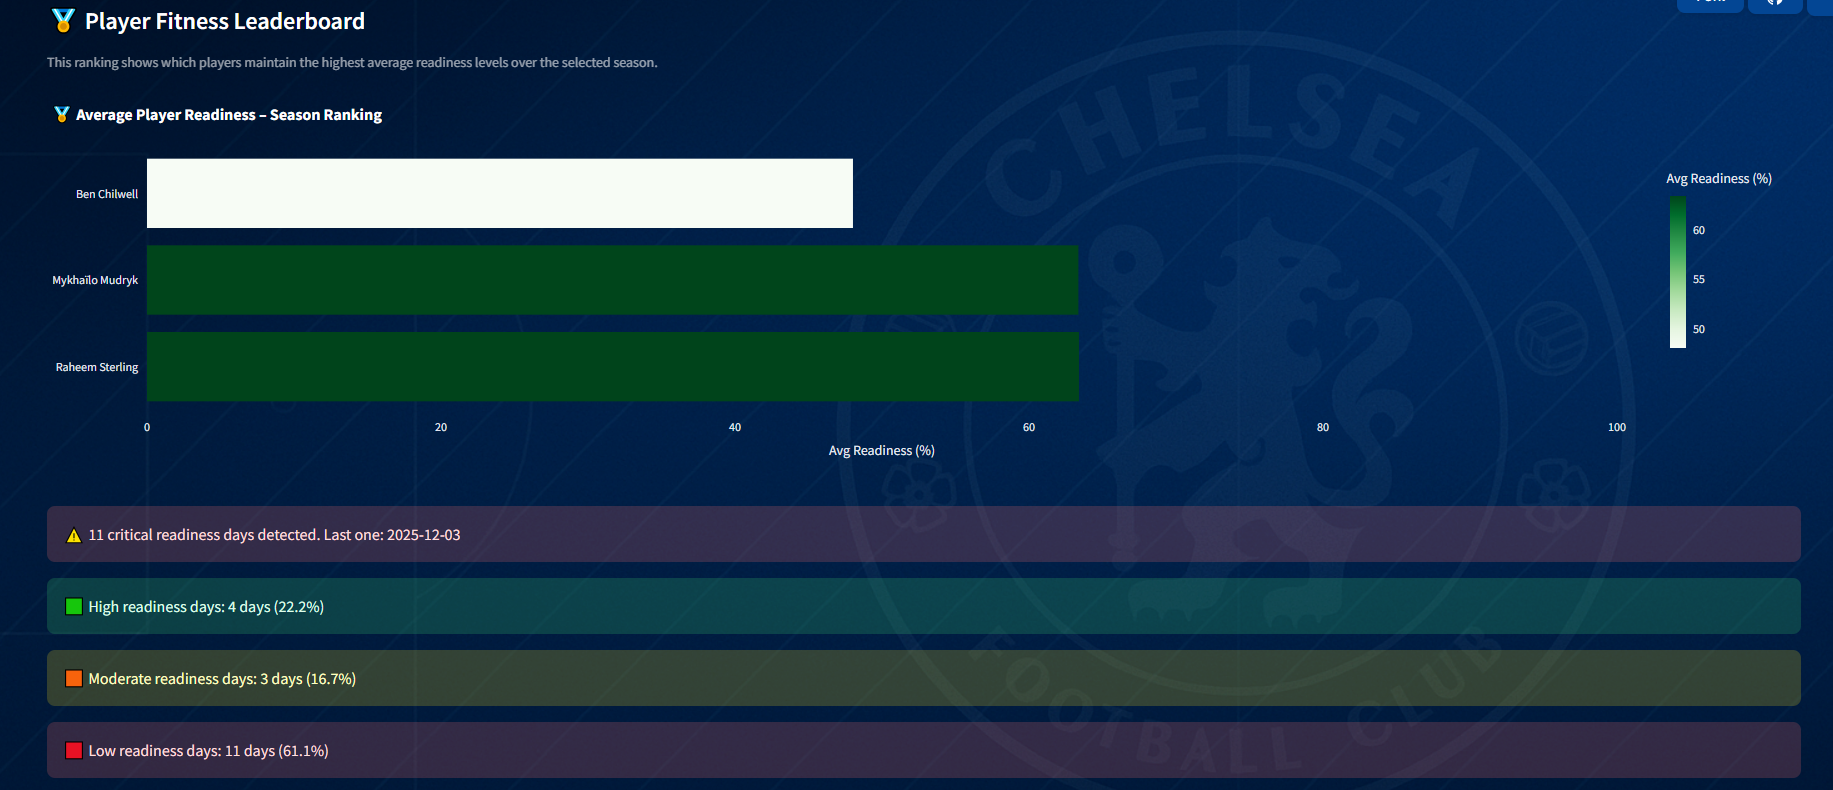 Player Fitness Leaderboard
This ranking shows which players maintain the highest average readiness levels over the selected season.
Average Player Readiness – Season Ranking
Ben Chilwell
Mykhaïlo Mudryk
Raheem Sterling
0 20 40 60 80 100
Avg Readiness (%)
Avg Readiness (%)
60
55
50
11 critical readiness days detected. Last one: 2025-12-03
High readiness days: 4 days (22.2%)
Moderate readiness days: 3 days (16.7%)
Low readiness days: 11 days (61.1%)
CHELSEA
FOOTBALL CLUB